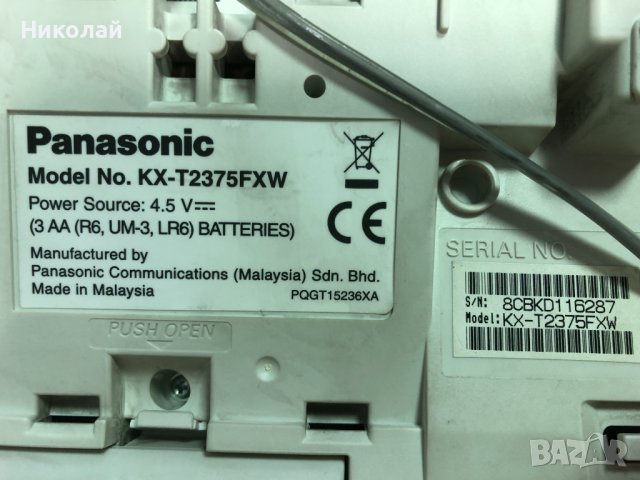 Николай
Panasonic
Model No. KX-T2375FXW
Power Source: 4.5 V
(3 AA (R6, UM-3, LR6) BATTERIES)
Manufactured by
Panasonic Communications (Malaysia) Sdn. Bhd.
Made in Malaysia
PQGT15236XA
CE
PUSH OPEN
SERIAL NO.
S/N: 8CBKD116287
Model: KX-T2375FXW
BAZAR